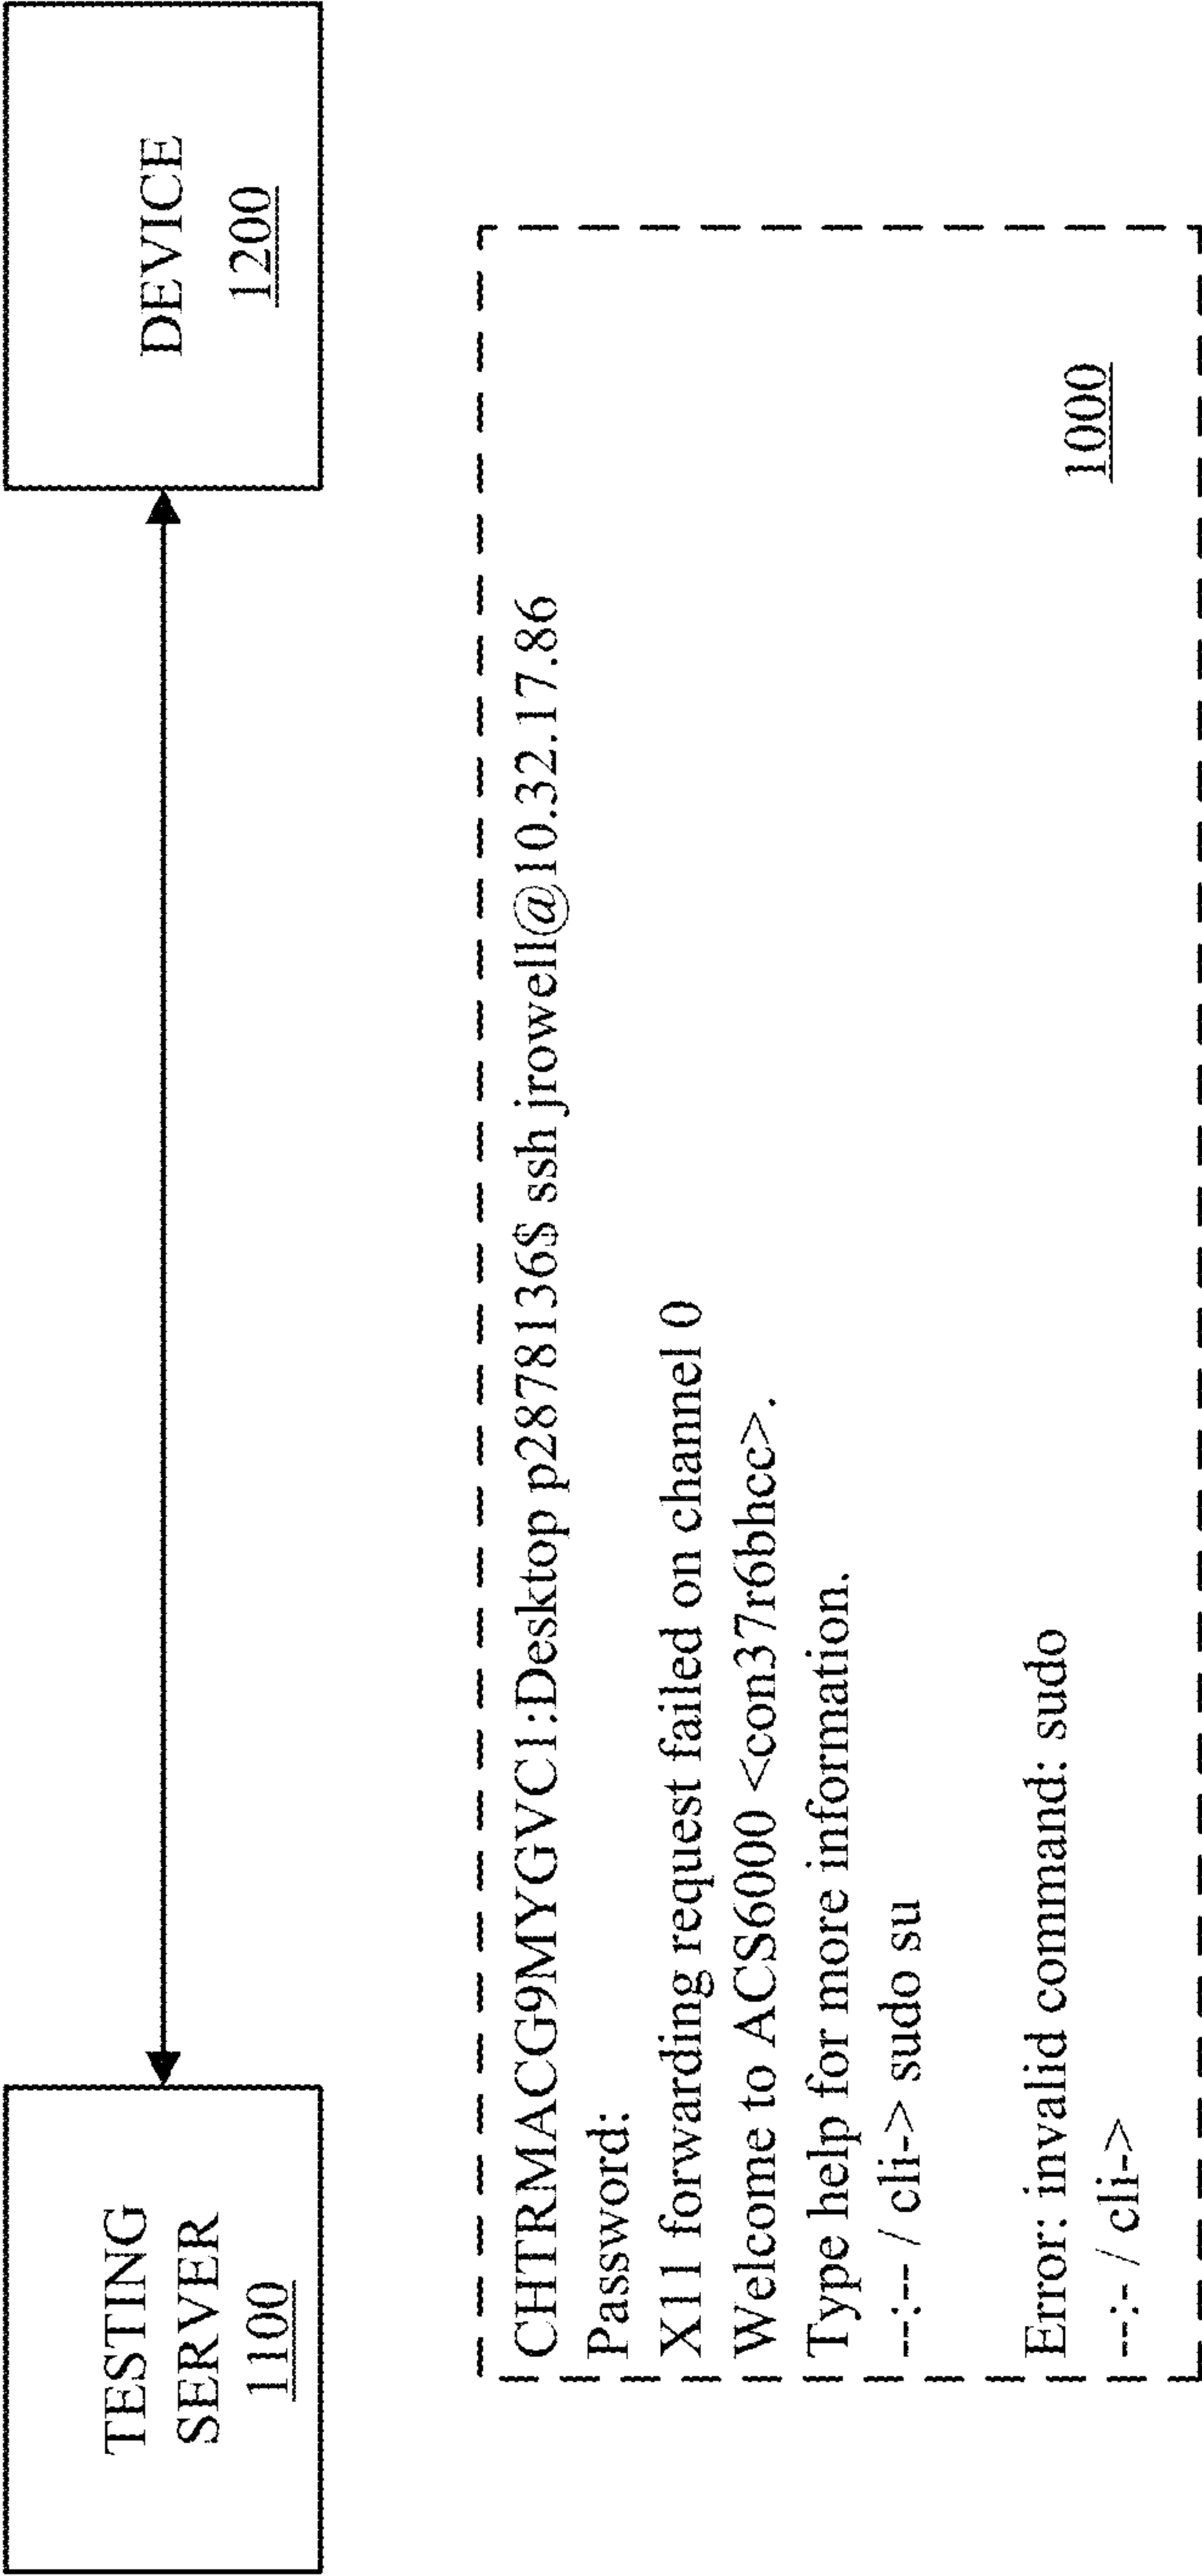 TESTING
SERVER
1100
DEVICE
1200
CHTRMACG9MYGVC1:Desktop p2878136$ ssh jrowell@10.32.17.86
Password:
X11 forwarding request failed on channel 0
Welcome to ACS6000 <con37r6bhcc>.
Type help for more information.
--:-- / cli-> sudo su
Error: invalid command: sudo
--:- / cli->
1000